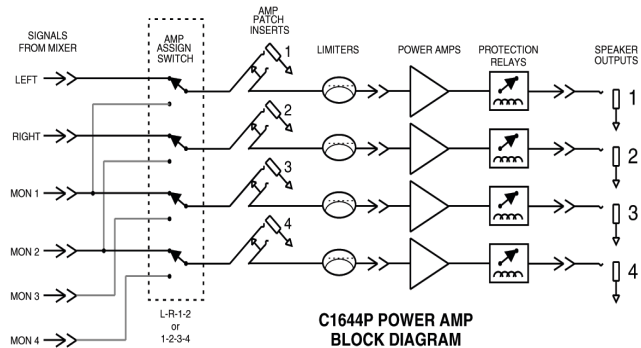 SIGNALS
FROM MIXER
AMP
ASSIGN
SWITCH
AMP
PATCH
INSERTS
LIMITERS
POWER AMPS
PROTECTION
RELAYS
SPEAKER
OUTPUTS
LEFT
1
1
RIGHT
2
2
MON 1
3
3
MON 2
4
4
MON 3
MON 4
L-R-1-2
or
1-2-3-4
C1644P POWER AMP
BLOCK DIAGRAM